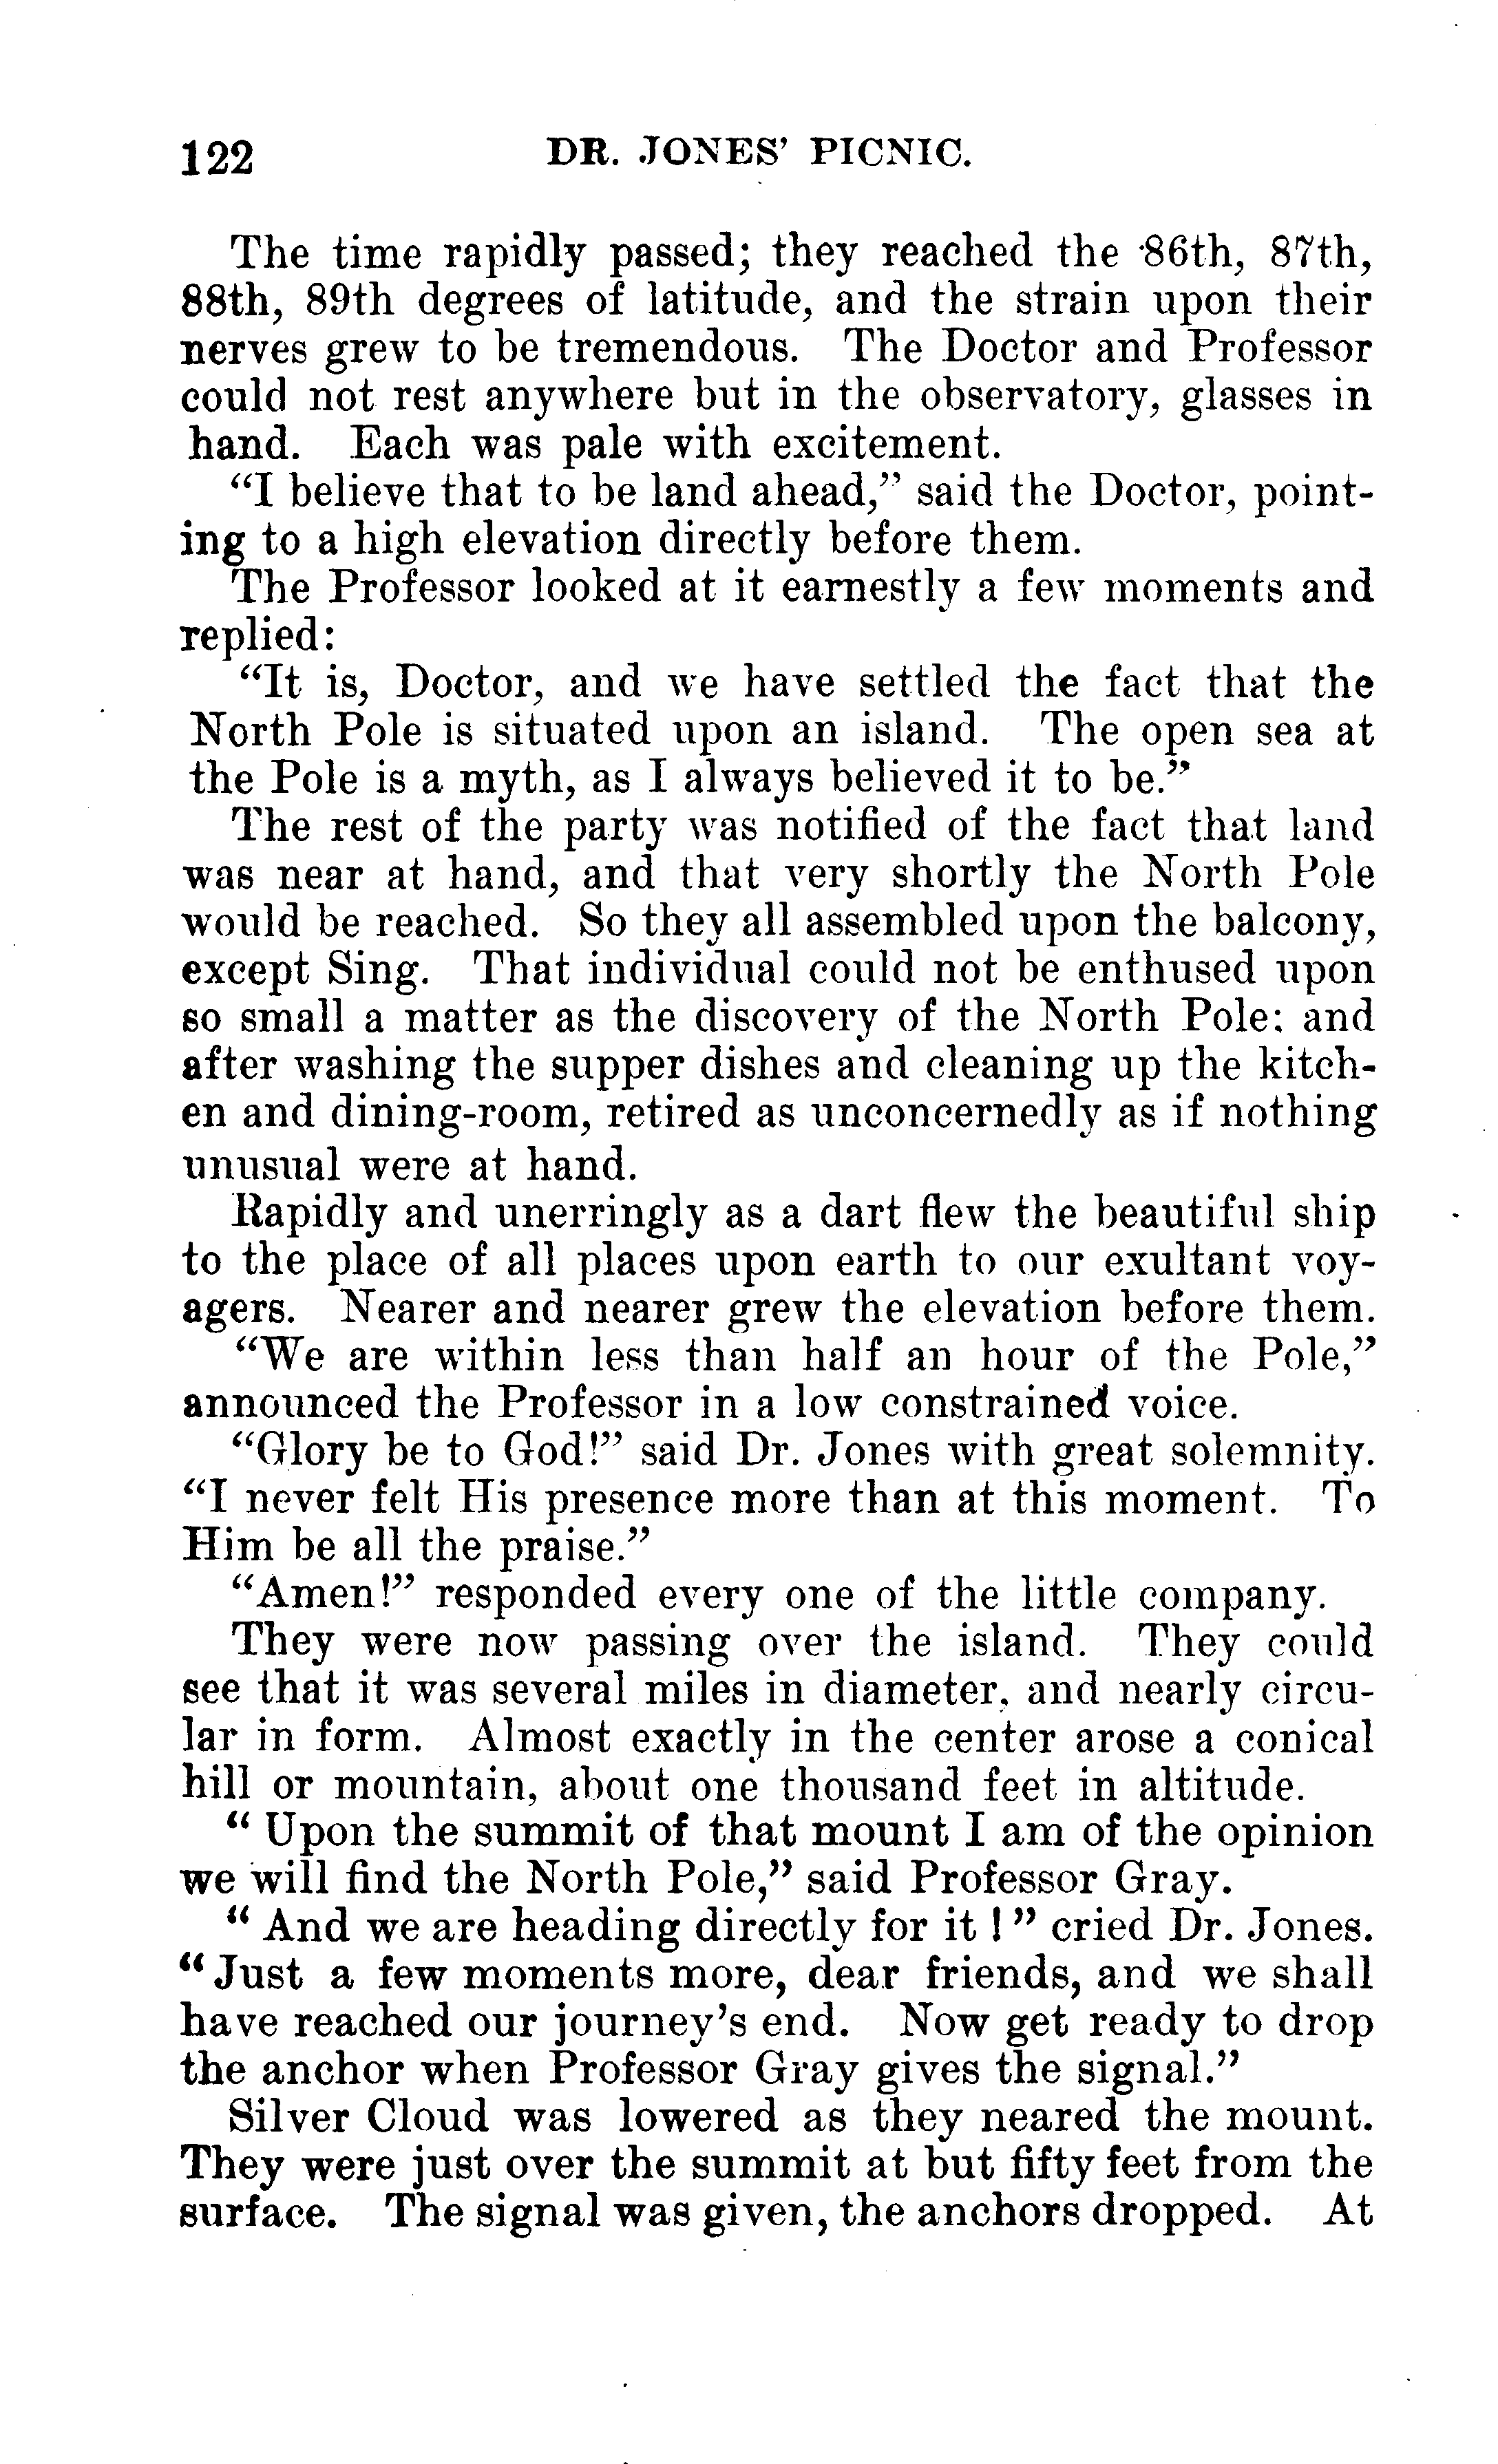 122 DR. JONES' PICNIC.
The time rapidly passed; they reached the 86th, 87th,
88th, 89th degrees of latitude, and the strain upon their
nerves grew to be tremendous. The Doctor and Professor
could not rest anywhere but in the observatory, glasses in
hand. Each was pale with excitement.
“I believe that to be land ahead,” said the Doctor, point-
ing to a high elevation directly before them.
The Professor looked at it earnestly a few moments and
replied:
“It is, Doctor, and we have settled the fact that the
North Pole is situated upon an island. The open sea at
the Pole is a myth, as I always believed it to be.”
The rest of the party was notified of the fact that land
was near at hand, and that very shortly the North Pole
would be reached. So they all assembled upon the balcony,
except Sing. That individual could not be enthused upon
so small a matter as the discovery of the North Pole; and
after washing the supper dishes and cleaning up the kitch-
en and dining-room, retired as unconcernedly as if nothing
unusual were at hand.
Rapidly and unerringly as a dart flew the beautiful ship
to the place of all places upon earth to our exultant voy-
agers. Nearer and nearer grew the elevation before them.
“We are within less than half an hour of the Pole,”
announced the Professor in a low constrained voice.
“Glory be to God!” said Dr. Jones with great solemnity.
“I never felt His presence more than at this moment. To
Him be all the praise.”
“Amen!” responded every one of the little company.
They were now passing over the island. They could
see that it was several miles in diameter, and nearly circu-
lar in form. Almost exactly in the center arose a conical
hill or mountain, about one thousand feet in altitude.
“ Upon the summit of that mount I am of the opinion
we will find the North Pole,” said Professor Gray.
“ And we are heading directly for it ! ” cried Dr. Jones.
“ Just a few moments more, dear friends, and we shall
have reached our journey's end. Now get ready to drop
the anchor when Professor Gray gives the signal.”
Silver Cloud was lowered as they neared the mount.
They were just over the summit at but fifty feet from the
surface. The signal was given, the anchors dropped. At